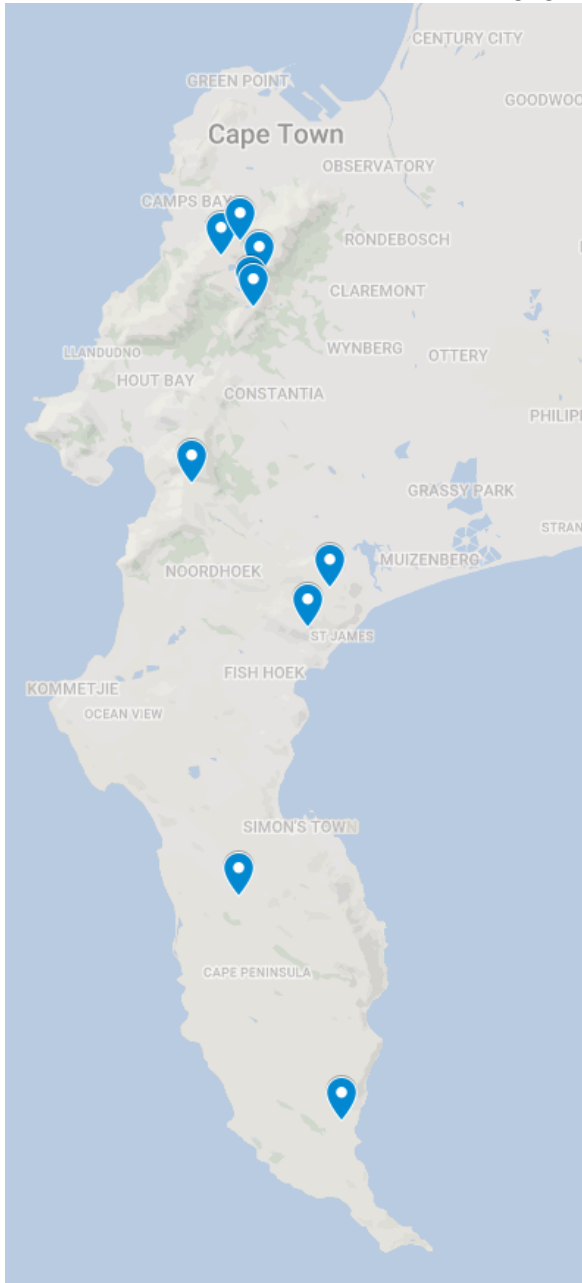 CENTURY CITY
GREEN POINT
GOODWOO
Cape Town
OBSERVATORY
CAMPS BAY
RONDEBOSCH
CLAREMONT
LLANDUDNO
WYNBERG
OTTERY
HOUT BAY
CONSTANTIA
PHILIPI
GRASSY PARK
STRAN
MUIZENBERG
NOORDHOEK
ST JAMES
FISH HOEK
KOMMETJIE
OCEAN VIEW
SIMON'S TOWN
CAPE PENINSULA